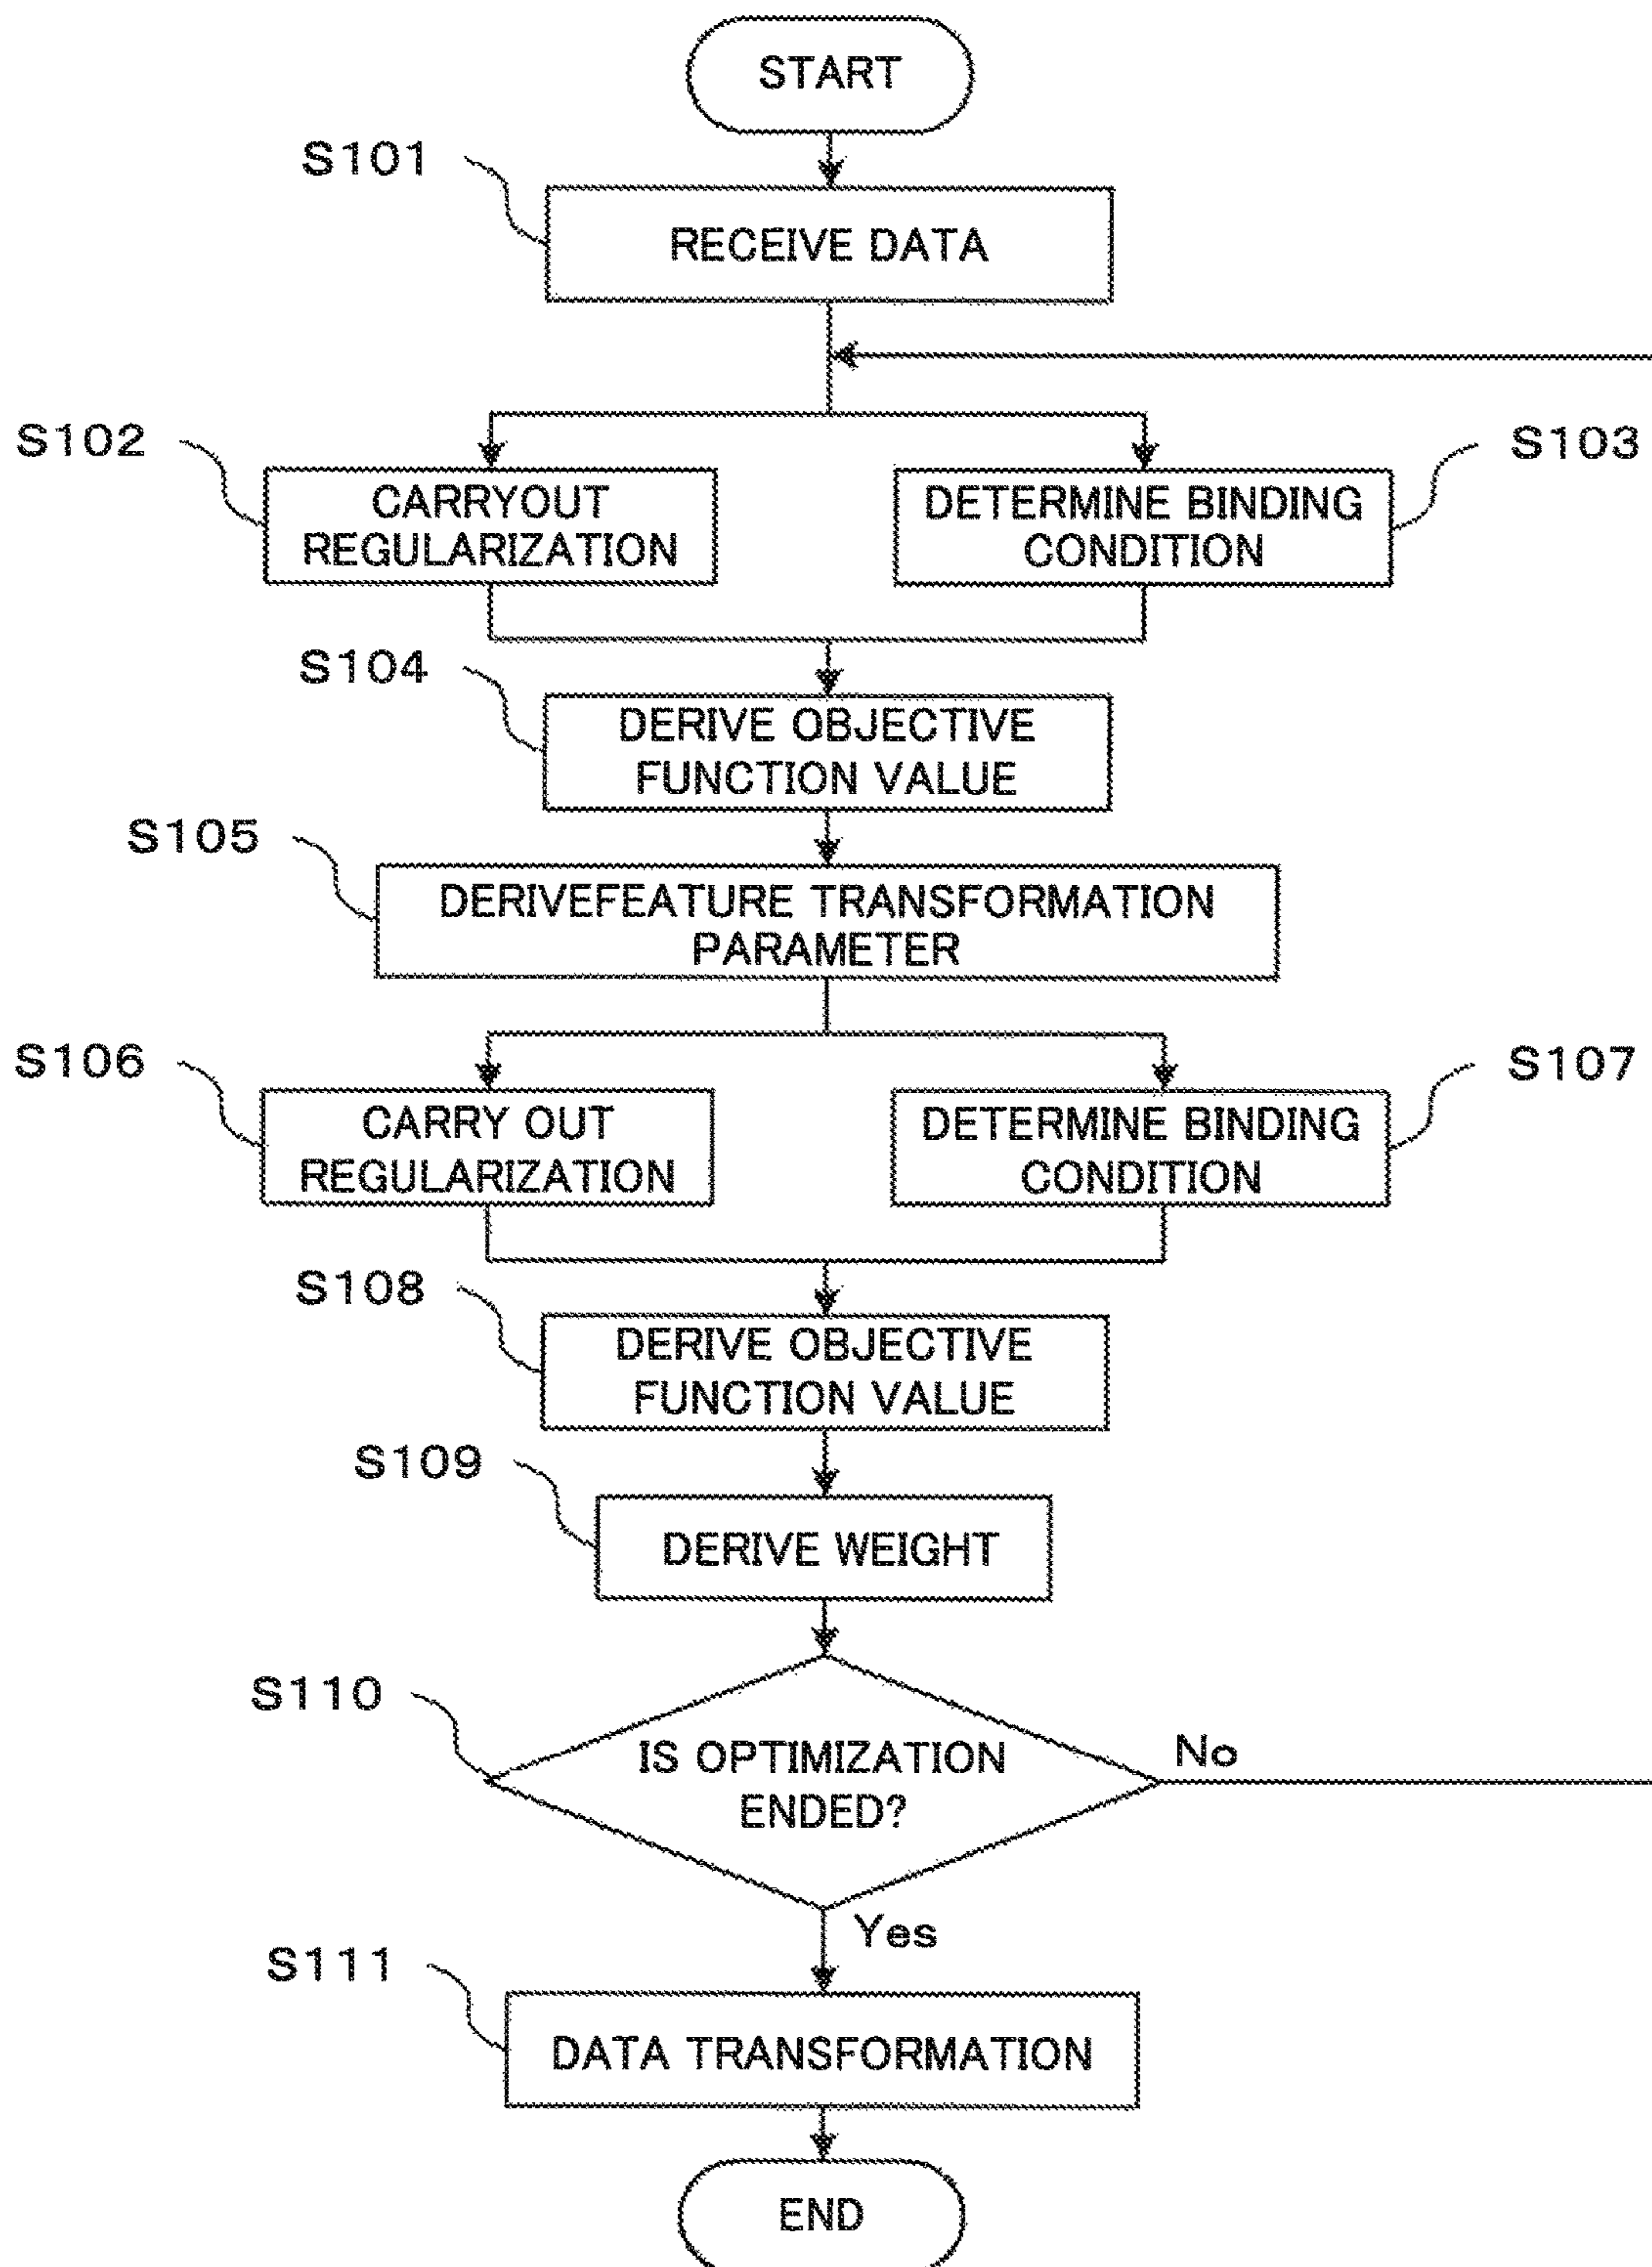 START
S101
RECEIVE DATA
S102
CARRYOUT
REGULARIZATION
S103
DETERMINE BINDING
CONDITION
S104
DERIVE OBJECTIVE
FUNCTION VALUE
S105
DERIVEFEATURE TRANSFORMATION
PARAMETER
S106
CARRY OUT
REGULARIZATION
S107
DETERMINE BINDING
CONDITION
S108
DERIVE OBJECTIVE
FUNCTION VALUE
S109
DERIVE WEIGHT
S110
IS OPTIMIZATION
ENDED?
No
Yes
S111
DATA TRANSFORMATION
END